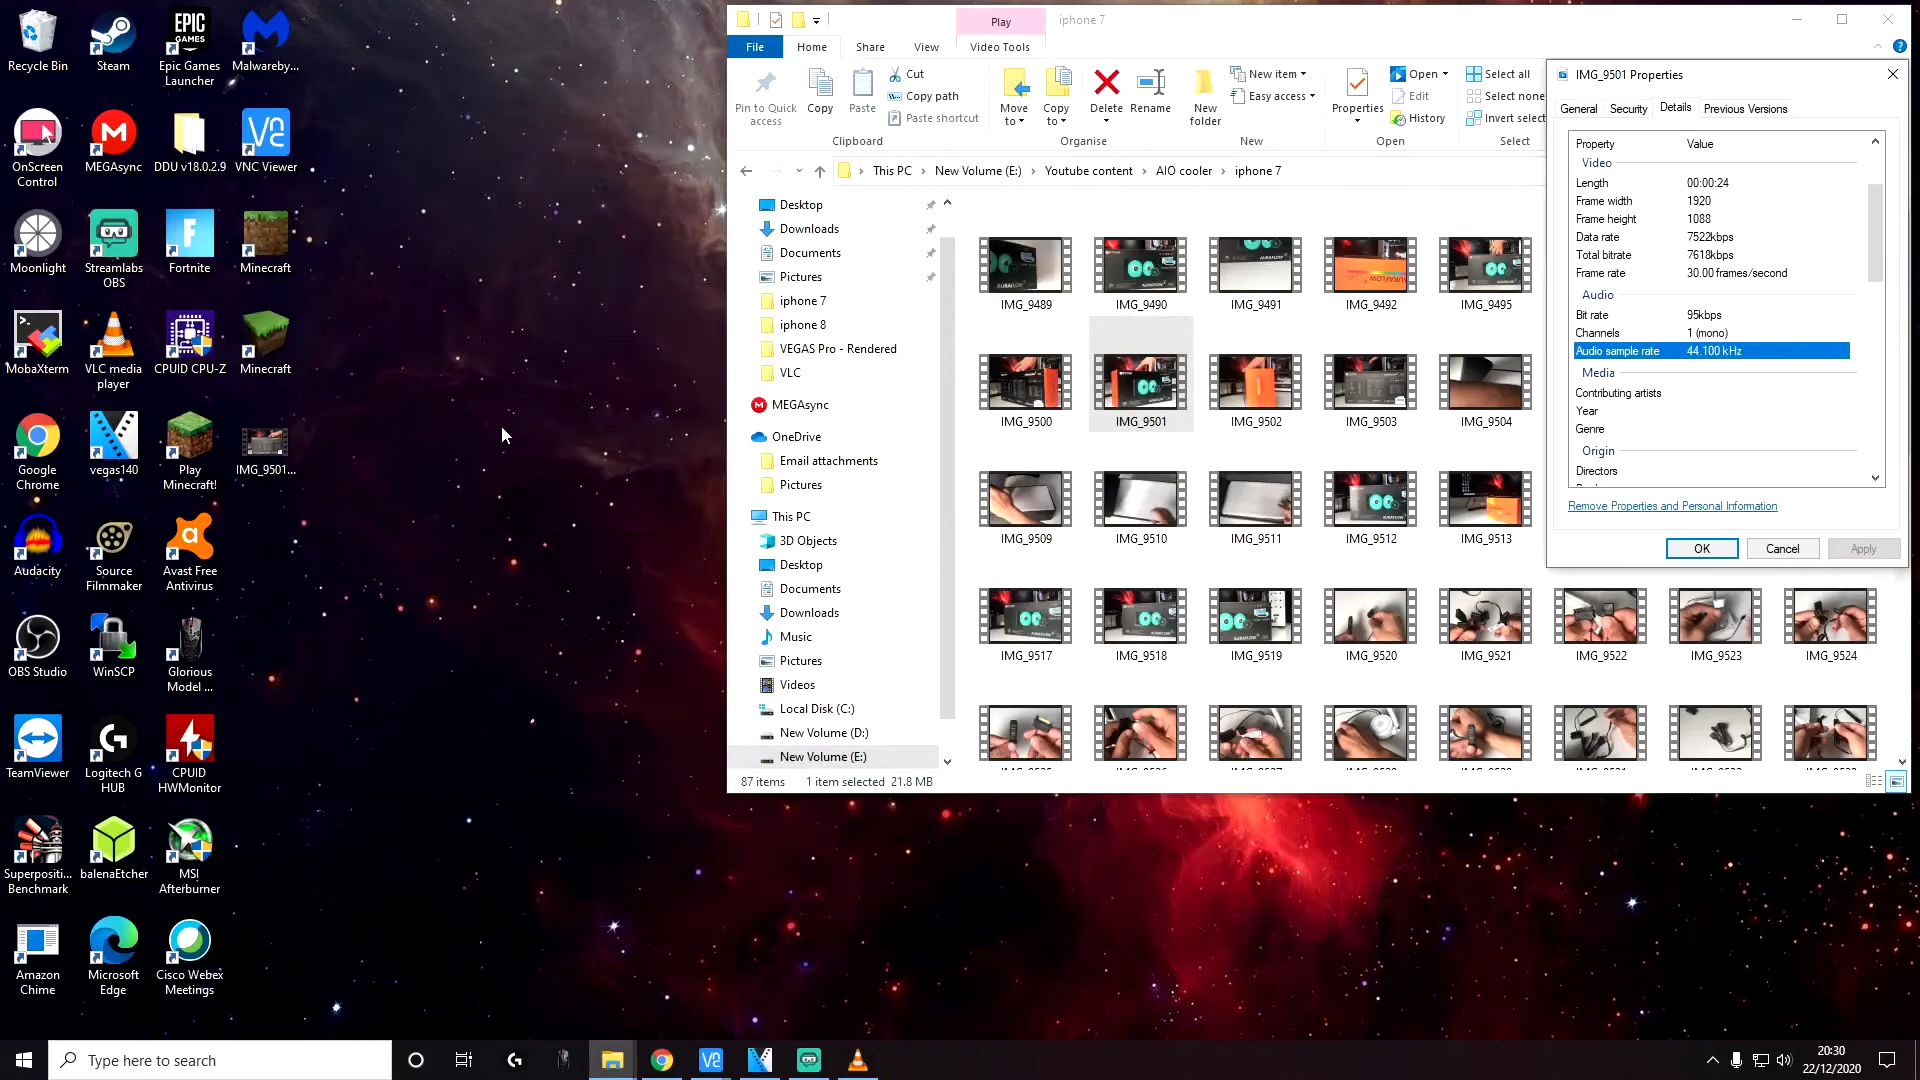 Recycle Bin
Steam
Epic Games
Launcher
Malwareby...
OnScreen
Control
MEGAsync
DDU v18.0.2.9
VNC Viewer
Moonlight
Streamlabs
OBS
Fortnite
Minecraft
MobaXterm
VLC media
player
CPUID CPU-Z
Minecraft
Google
Chrome
vegas140
Play
Minecraft!
IMG_9501...
Audacity
Source
Filmmaker
Avast Free
Antivirus
OBS Studio
WinSCP
Glorious
Model ...
TeamViewer
Logitech G
HUB
CPUID
HWMonitor
Superpositi...
Benchmark
balenaEtcher
MSI
Afterburner
Amazon
Chime
Microsoft
Edge
Cisco Webex
Meetings
Play
iphone 7
File
Home
Share
View
Video Tools
Pin to Quick
access
Copy
Paste
Cut
Copy path
Paste shortcut
Clipboard
Move
to
Copy
to
Delete
Rename
Organise
New
folder
New item
Easy access
New
Properties
Open
Edit
History
Open
Select all
Select none
Invert select
Select
This PC > New Volume (E:) > Youtube content > AIO cooler > iphone 7
Desktop
Downloads
Documents
Pictures
iphone 7
iphone 8
VEGAS Pro - Rendered
VLC
MEGAsync
OneDrive
Email attachments
Pictures
This PC
3D Objects
Desktop
Documents
Downloads
Music
Pictures
Videos
Local Disk (C:)
New Volume (D:)
New Volume (E:)
IMG_9489
IMG_9490
IMG_9491
IMG_9492
IMG_9495
IMG_9500
IMG_9501
IMG_9502
IMG_9503
IMG_9504
IMG_9509
IMG_9510
IMG_9511
IMG_9512
IMG_9513
IMG_9517
IMG_9518
IMG_9519
IMG_9520
IMG_9521
IMG_9522
IMG_9523
IMG_9524
87 items
1 item selected 21.8 MB
IMG_9501 Properties
General
Security
Details
Previous Versions
Property Value
Video
Length 00:00:24
Frame width 1920
Frame height 1088
Data rate 7522kbps
Total bitrate 7618kbps
Frame rate 30.00 frames/second
Audio
Bit rate 95kbps
Channels 1 (mono)
Audio sample rate 44.100 kHz
Media
Contributing artists
Year
Genre
Origin
Directors
Remove Properties and Personal Information
OK
Cancel
Apply
Type here to search
20:30
22/12/2020